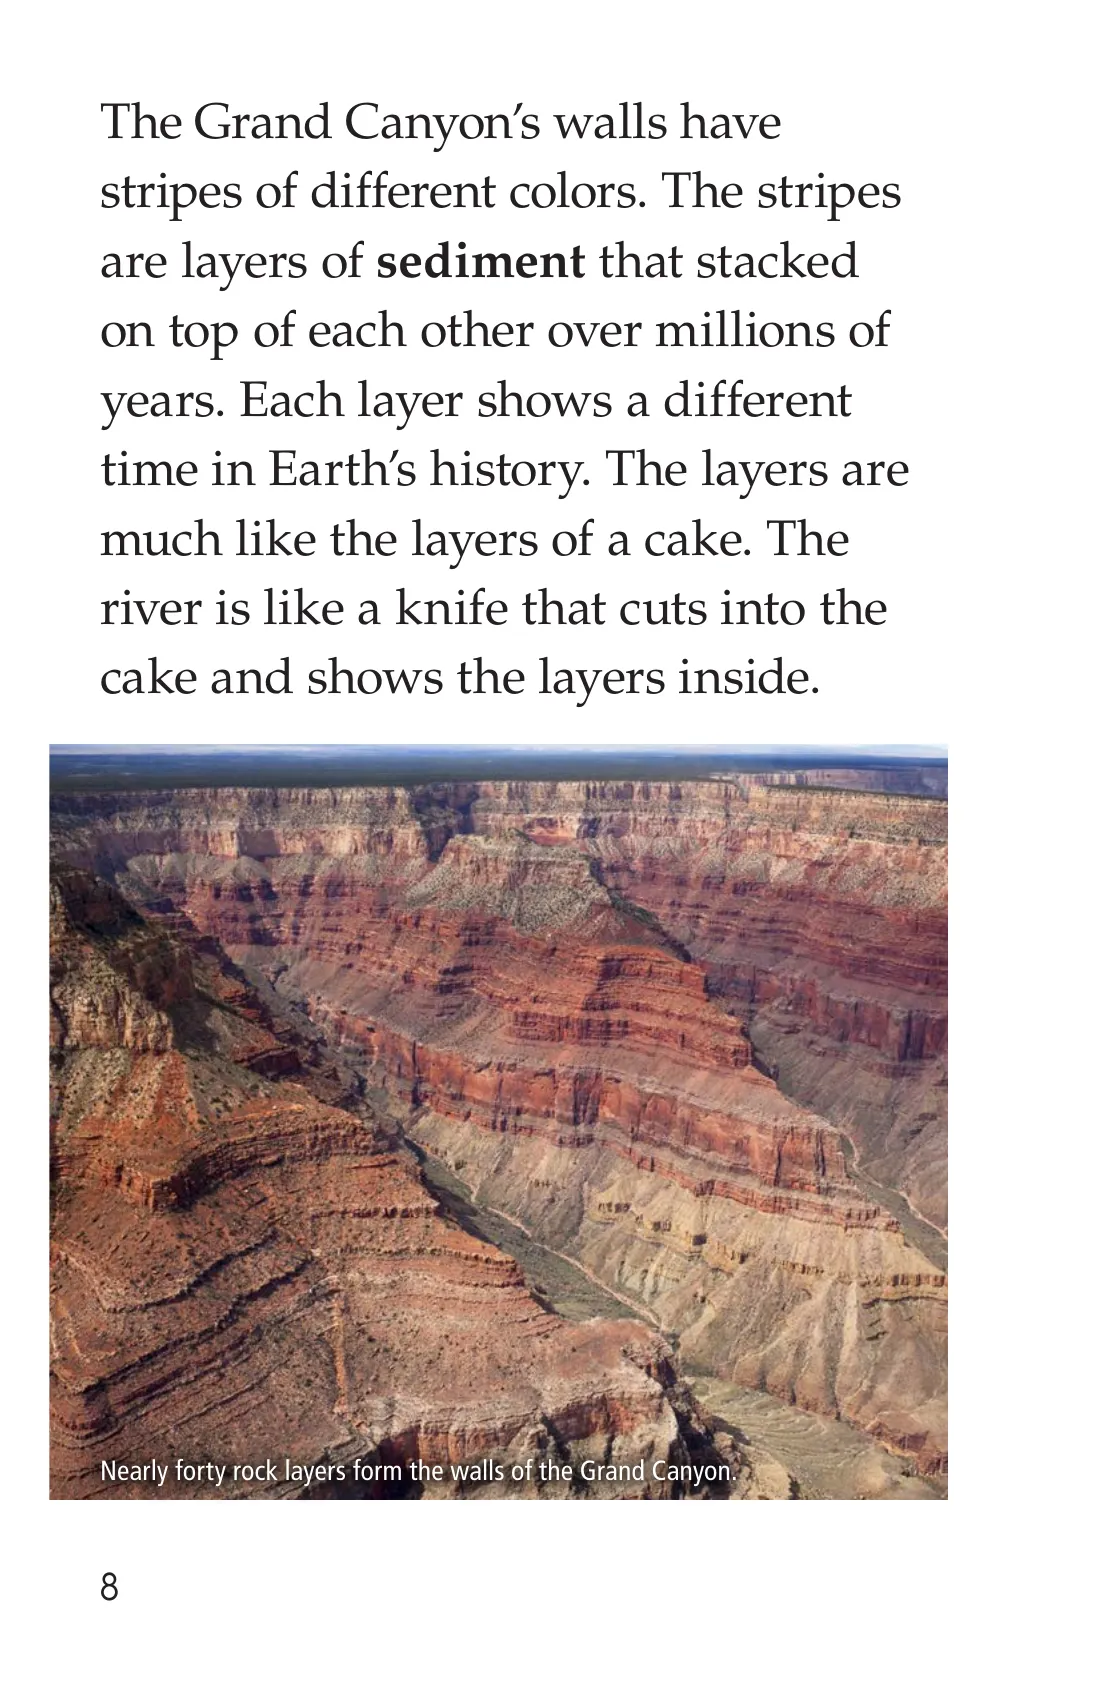 The Grand Canyon’s walls have
stripes of different colors. The stripes
are layers of sediment that stacked
on top of each other over millions of
years. Each layer shows a different
time in Earth’s history. The layers are
much like the layers of a cake. The
river is like a knife that cuts into the
cake and shows the layers inside.
Nearly forty rock layers form the walls of the Grand Canyon.
8